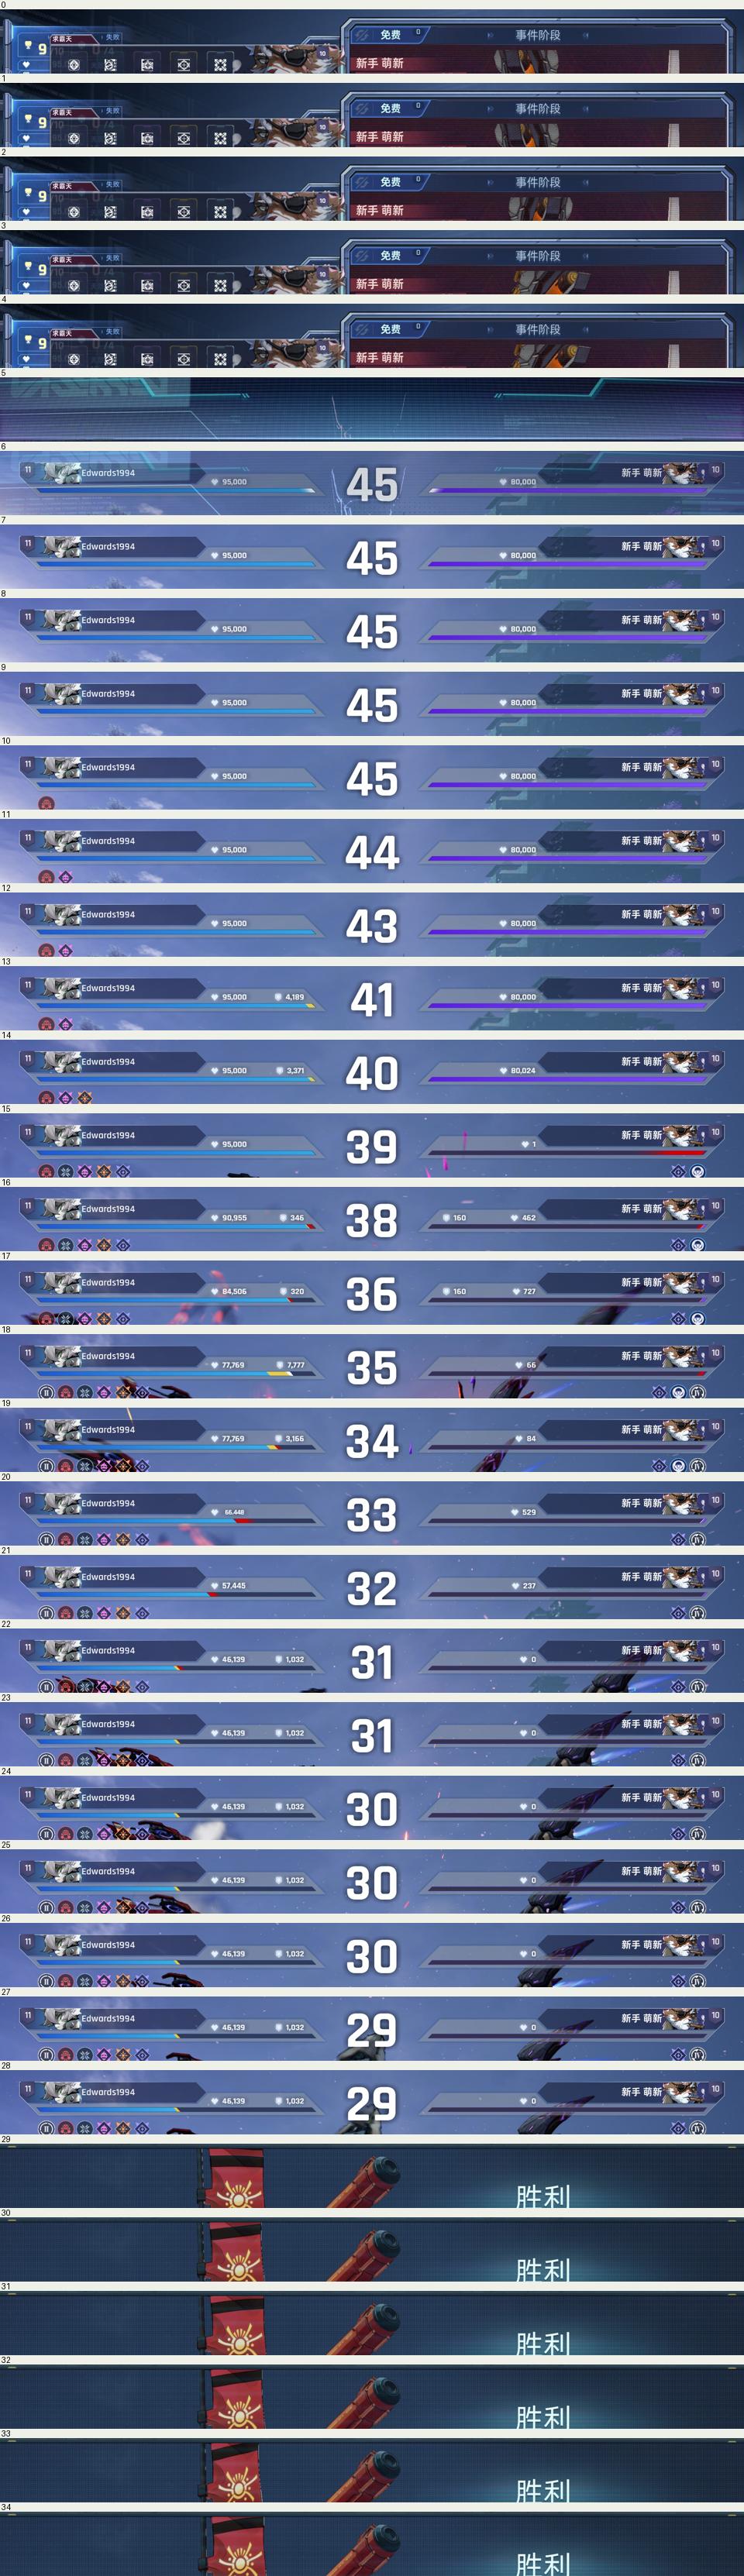 0
9 求霸天 失败 10 免费 0 事件阶段
新手 萌新
1
9 求霸天 失败 10 免费 0 事件阶段
新手 萌新
2
9 求霸天 失败 10 免费 0 事件阶段
新手 萌新
3
9 求霸天 失败 10 免费 0 事件阶段
新手 萌新
4
9 求霸天 失败 10 免费 0 事件阶段
新手 萌新
5
6
11 Edwards1994 95,000 45 80,000 新手 萌新 10
7
11 Edwards1994 95,000 45 80,000 新手 萌新 10
8
11 Edwards1994 95,000 45 80,000 新手 萌新 10
9
11 Edwards1994 95,000 45 80,000 新手 萌新 10
10
11 Edwards1994 95,000 45 80,000 新手 萌新 10
11
11 Edwards1994 95,000 44 80,000 新手 萌新 10
12
11 Edwards1994 95,000 43 80,000 新手 萌新 10
13
11 Edwards1994 95,000 4,189 41 80,000 新手 萌新 10
14
11 Edwards1994 95,000 3,371 40 80,024 新手 萌新 10
15
11 Edwards1994 95,000 39 1 新手 萌新 10
16
11 Edwards1994 90,955 346 38 160 462 新手 萌新 10
17
11 Edwards1994 84,506 320 36 160 727 新手 萌新 10
18
11 Edwards1994 77,769 7,777 35 66 新手 萌新 10
19
11 Edwards1994 77,769 3,166 34 84 新手 萌新 10
20
11 Edwards1994 66,448 33 529 新手 萌新 10
21
11 Edwards1994 57,445 32 237 新手 萌新 10
22
11 Edwards1994 46,139 1,032 31 0 新手 萌新 10
23
11 Edwards1994 46,139 1,032 31 0 新手 萌新 10
24
11 Edwards1994 46,139 1,032 30 0 新手 萌新 10
25
11 Edwards1994 46,139 1,032 30 0 新手 萌新 10
26
11 Edwards1994 46,139 1,032 30 0 新手 萌新 10
27
11 Edwards1994 46,139 1,032 29 0 新手 萌新 10
28
11 Edwards1994 46,139 1,032 29 0 新手 萌新 10
29
胜利
30
胜利
31
胜利
32
胜利
33
胜利
34
胜利